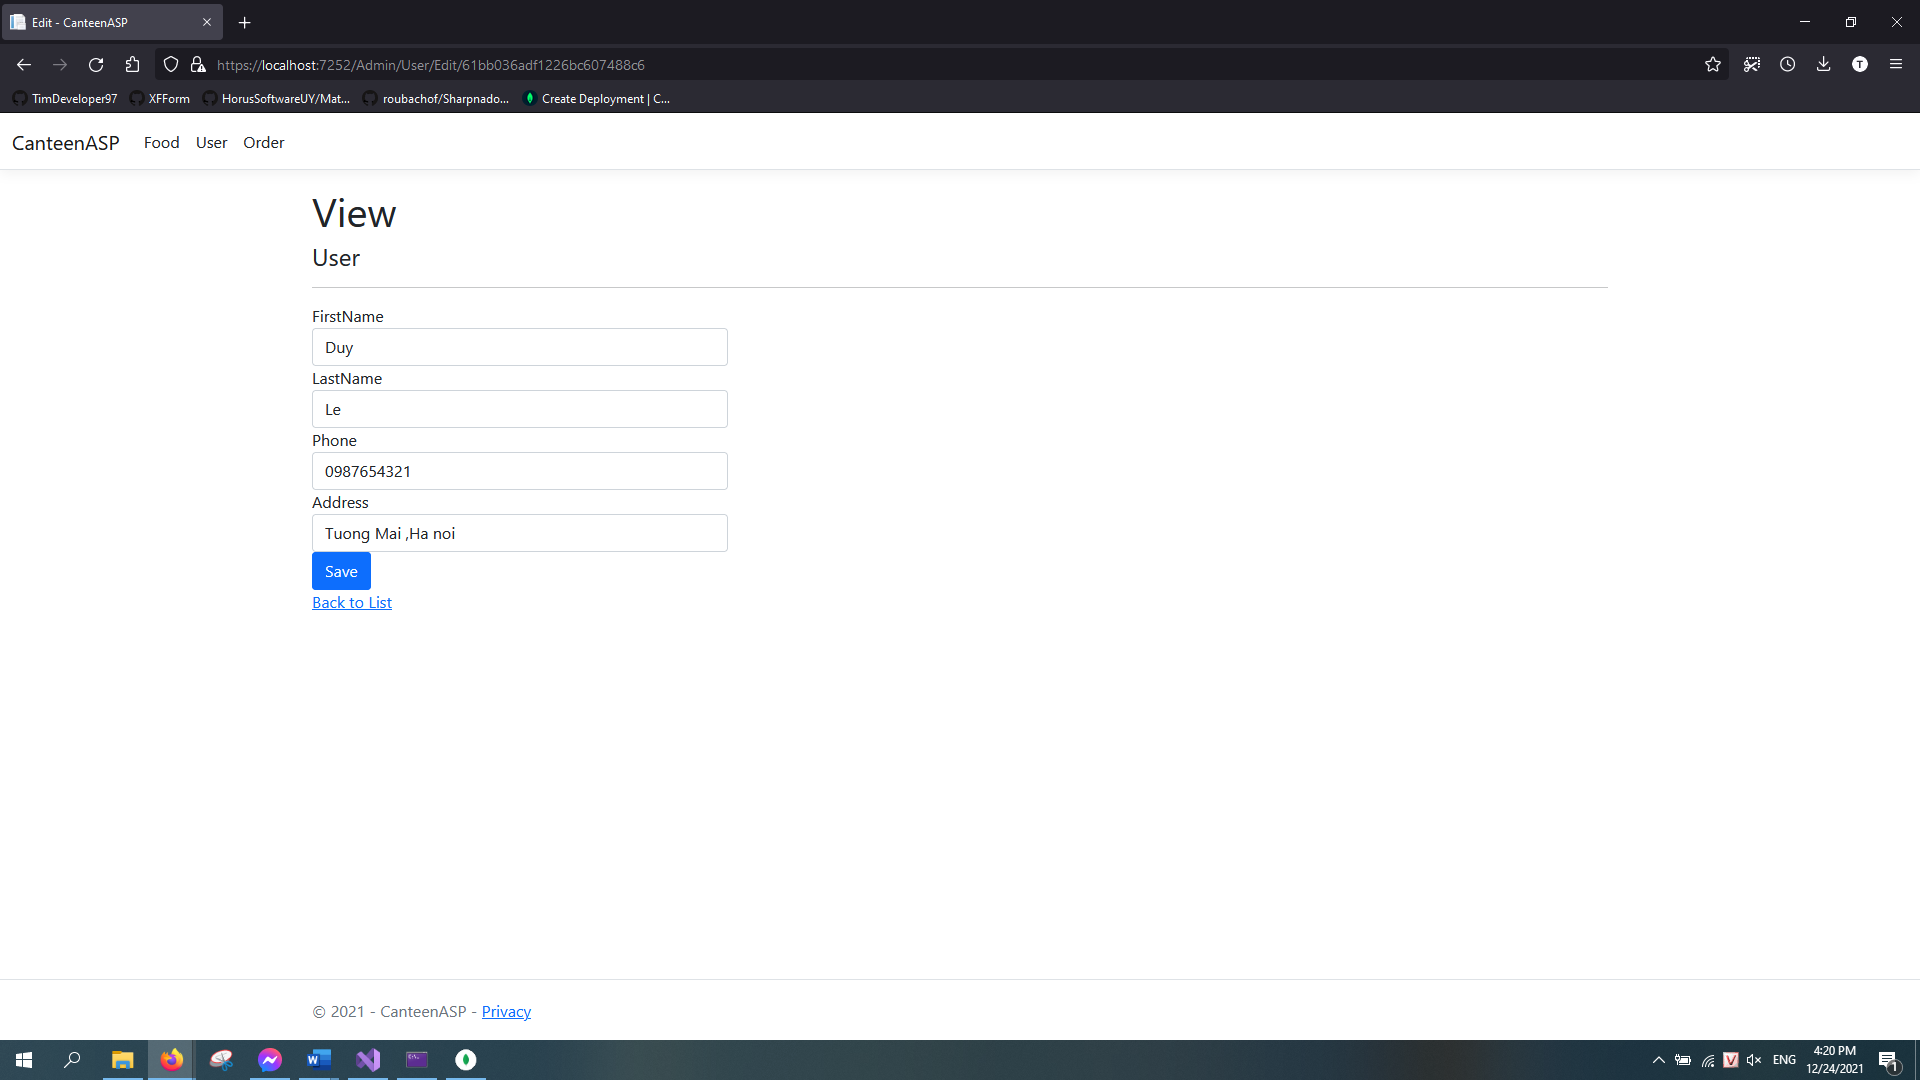 Edit - CanteenASP
https://localhost:7252/Admin/User/Edit/61bb036adf1226bc607488c6
T
TimDeveloper97 XFForm HorusSoftwareUY/Mat... roubachof/Sharpnado... Create Deployment | C...
CanteenASP Food User Order
View
User
FirstName
Duy
LastName
Le
Phone
0987654321
Address
Tuong Mai ,Ha noi
Save
Back to List
© 2021 - CanteenASP - Privacy
V ENG 4:20 PM
12/24/2021
1